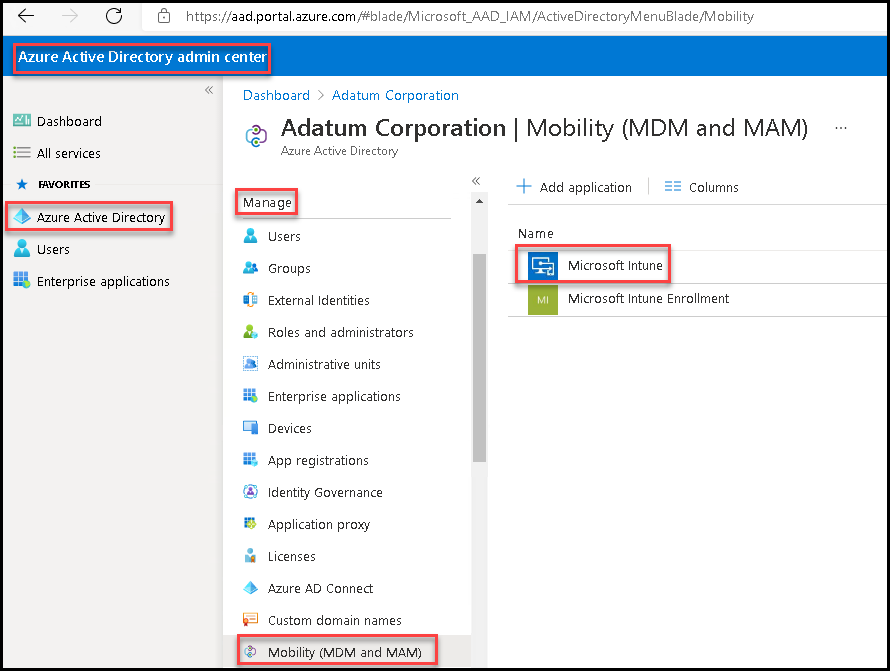 https://aad.portal.azure.com/#blade/Microsoft_AAD_IAM/ActiveDirectoryMenuBlade/Mobility
Azure Active Directory admin center
«
Dashboard
All services
FAVORITES
Azure Active Directory
Users
Enterprise applications
Dashboard > Adatum Corporation
Adatum Corporation | Mobility (MDM and MAM) ...
Azure Active Directory
«
Manage
Users
Groups
External Identities
Roles and administrators
Administrative units
Enterprise applications
Devices
App registrations
Identity Governance
Application proxy
Licenses
Azure AD Connect
Custom domain names
Mobility (MDM and MAM)
+ Add application | Columns
Name
Microsoft Intune
MI Microsoft Intune Enrollment